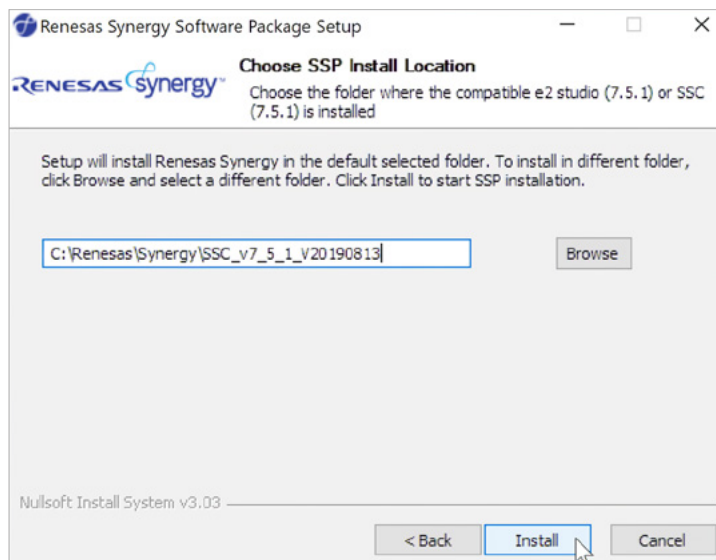 Renesas Synergy Software Package Setup
RENESAS synergy™
Choose SSP Install Location
Choose the folder where the compatible e2 studio (7.5.1) or SSC
(7.5.1) is installed
Setup will install Renesas Synergy in the default selected folder. To install in different folder,
click Browse and select a different folder. Click Install to start SSP installation.
C:\Renesas\Synergy\SSC_v7_5_1_V20190813
Browse
Nullsoft Install System v3.03
< Back
Install
Cancel